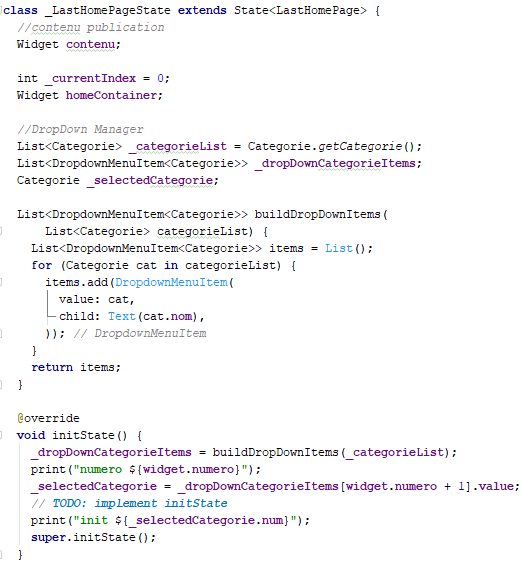 class _LastHomePageState extends State<LastHomePage> {
//contenu publication
Widget contenu;
int _currentIndex = 0;
Widget homeContainer;
//DropDown Manager
List<Categorie> _categorieList = Categorie.getCategorie();
List<DropdownMenuItem<Categorie>> _dropDownCategorieItems;
Categorie _selectedCategorie;
List<DropdownMenuItem<Categorie>> buildDropDownItems(
List<Categorie> categorieList) {
List<DropdownMenuItem<Categorie>> items = List();
for (Categorie cat in categorieList) {
items.add(DropdownMenuItem(
value: cat,
child: Text(cat.nom),
)); // DropdownMenuItem
}
return items;
}
@override
void initState() {
_dropDownCategorieItems = buildDropDownItems(_categorieList);
print("numero ${widget.numero}");
_selectedCategorie = _dropDownCategorieItems[widget.numero + 1].value;
// TODO: implement initState
print("init ${_selectedCategorie.num}");
super.initState();
}